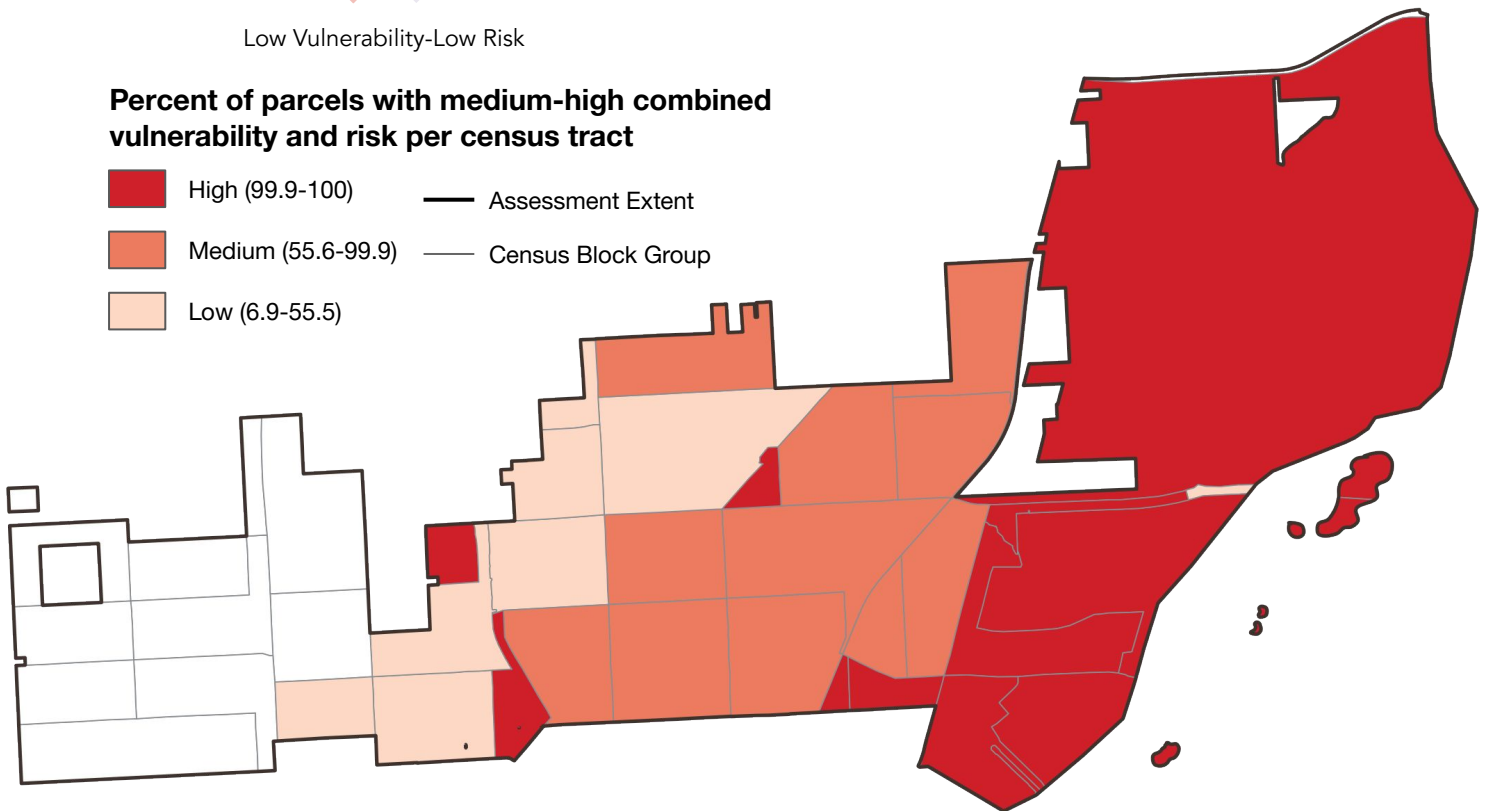 Low Vulnerability-Low Risk
Percent of parcels with medium-high combined
vulnerability and risk per census tract
High (99.9-100)
Assessment Extent
Medium (55.6-99.9)
Census Block Group
Low (6.9-55.5)